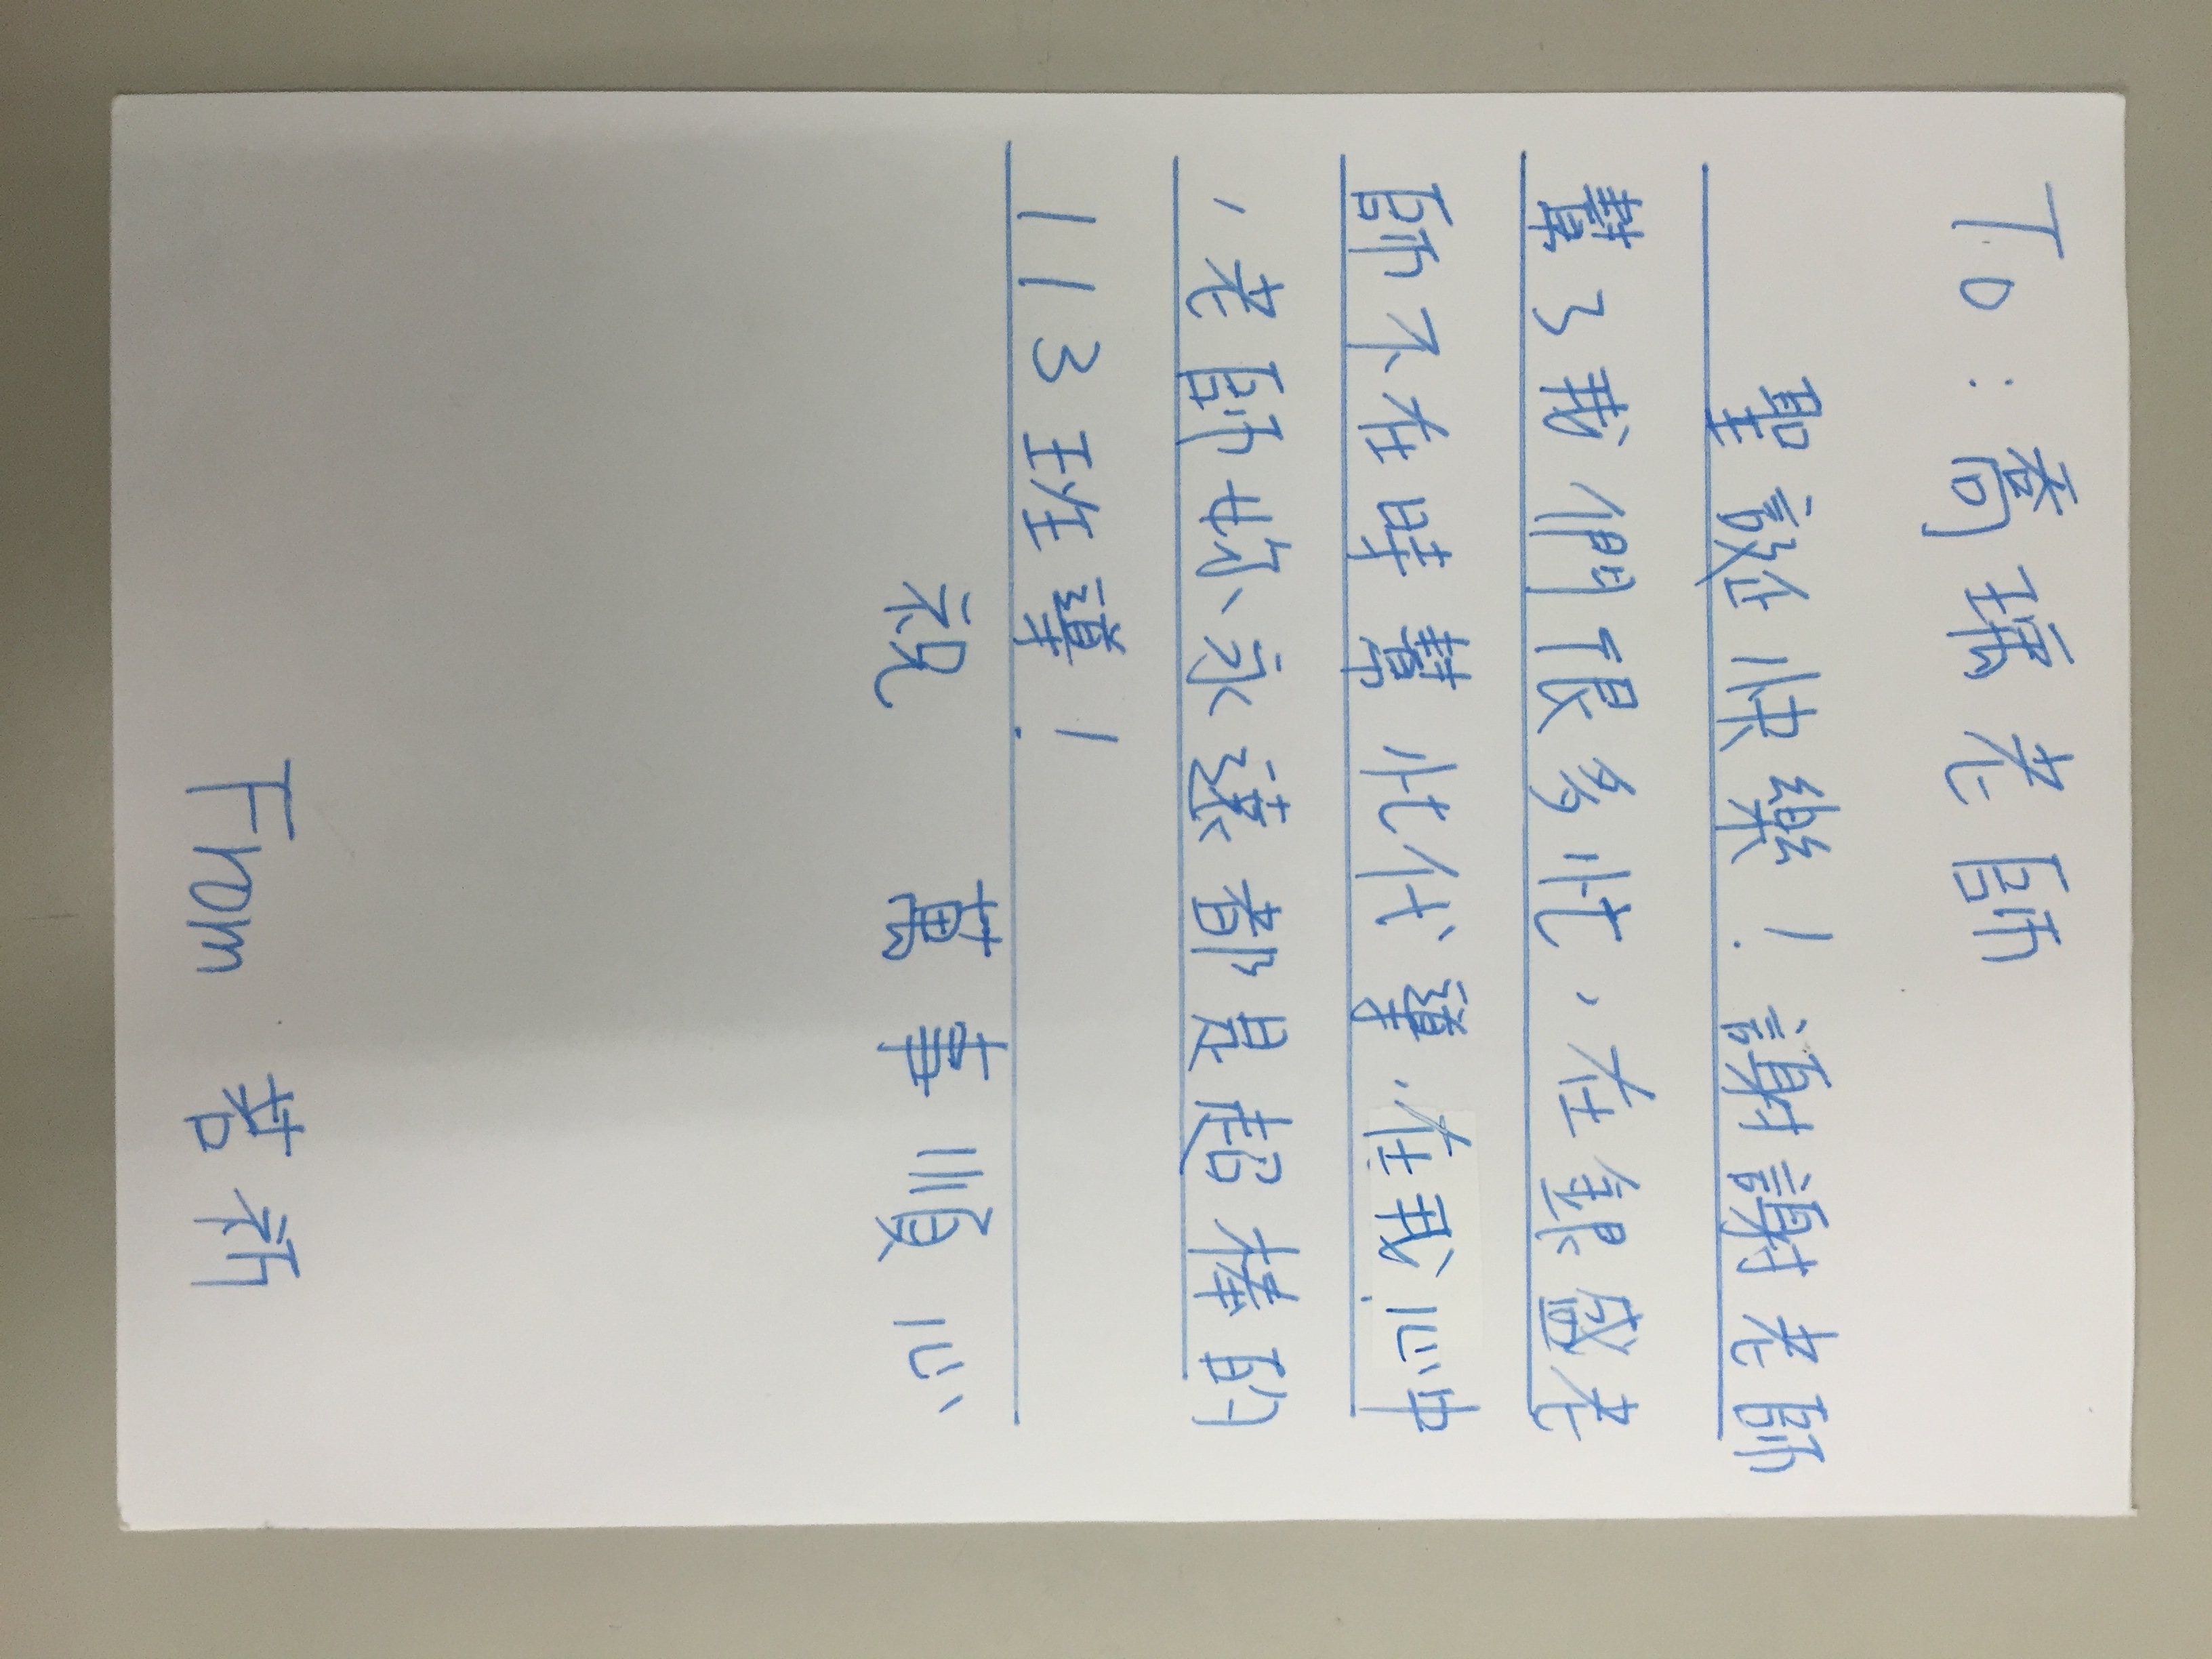 To:喬瑀老師
聖誕快樂!謝謝老師
幫了我們很多忙,在銀盛老
師不在時幫忙代導,在我心中
,老師妳永遠都是超棒的
113班導!
祝 萬事順心
From 若祈